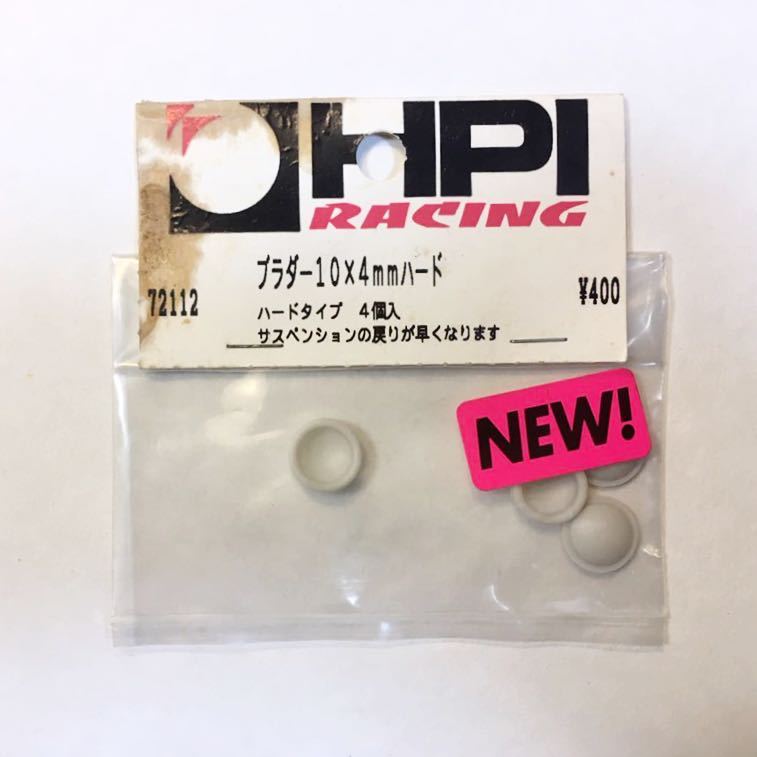 HPI
RACING
ブラダー10×4mmハード
72112
¥400
ハードタイプ 4個入
サスペンションの戻りが早くなります
NEW!